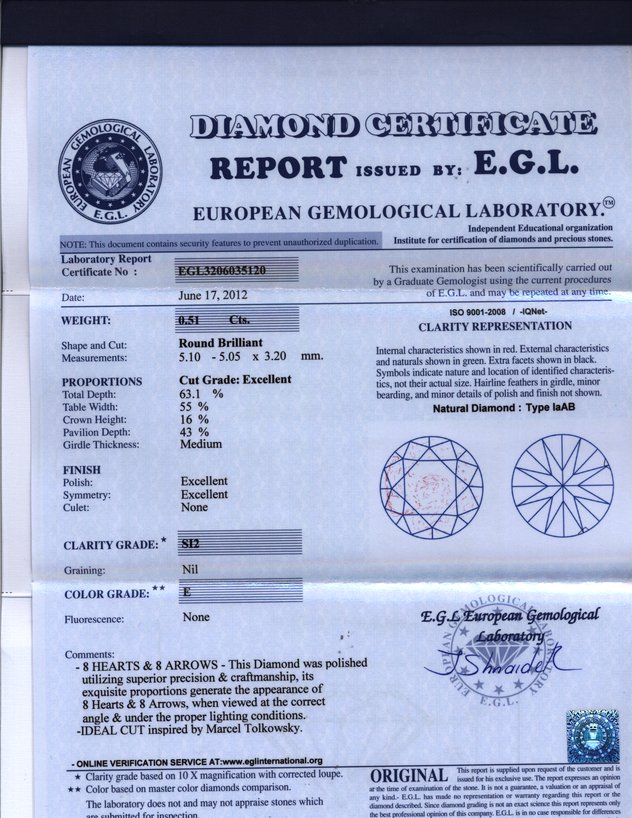 DIAMOND CERTIFICATE
REPORT ISSUED BY: E.G.L.
EUROPEAN GEMOLOGICAL LABORATORY.™
EUROPEAN GEMOLOGICAL LABORATORY
E.G.L.
Independent Educational organization
Institute for certification of diamonds and precious stones.
NOTE: This document contains security features to prevent unauthorized duplication.
Laboratory Report
Certificate No : EGL3206035120
Date: June 17, 2012
WEIGHT: 0.51 Cts.
Shape and Cut: Round Brilliant
Measurements: 5.10 - 5.05 x 3.20 mm.
PROPORTIONS Cut Grade: Excellent
Total Depth: 63.1 %
Table Width: 55 %
Crown Height: 16 %
Pavilion Depth: 43 %
Girdle Thickness: Medium
FINISH
Polish: Excellent
Symmetry: Excellent
Culet: None
CLARITY GRADE: * SI2
Graining: Nil
COLOR GRADE: ** E
Fluorescence: None
Comments:
- 8 HEARTS & 8 ARROWS - This Diamond was polished
utilizing superior precision & craftmanship, its
exquisite proportions generate the appearance of
8 Hearts & 8 Arrows, when viewed at the correct
angle & under the proper lighting conditions.
-IDEAL CUT inspired by Marcel Tolkowsky.
- ONLINE VERIFICATION SERVICE AT:www.eglinternational.org
★ Clarity grade based on 10 X magnification with corrected loupe.
★★ Color based on master color diamonds comparison.
The laboratory does not and may not appraise stones which
are submitted for inspection.
This examination has been scientifically carried out
by a Graduate Gemologist using the current procedures
of E.G.L. and may be repeated at any time.
ISO 9001-2008 / -IQNet-
CLARITY REPRESENTATION
Internal characteristics shown in red. External characteristics
and naturals shown in green. Extra facets shown in black.
Symbols indicate nature and location of identified characteris-
tics, not their actual size. Hairline feathers in girdle, minor
bearding, and minor details of polish and finish not shown.
Natural Diamond : Type IaAB
E.G.L European Gemological
Laboratory
EUROPEAN GEMOLOGICAL LABORATORY
E.G.L.
ORIGINAL This report is supplied upon request of the customer and is
issued for his exclusive use. The report expresses an opinion
at the time of examination of the stone. It is not a guarantee, a valuation or an appraisal of
any kind.- E.G.L. has made no representation or warranty regarding this report or the
diamond described. Since diamond grading is not an exact science this report represents only
the best professional opinion of this company. E.G.L. is in no case responsible for differences